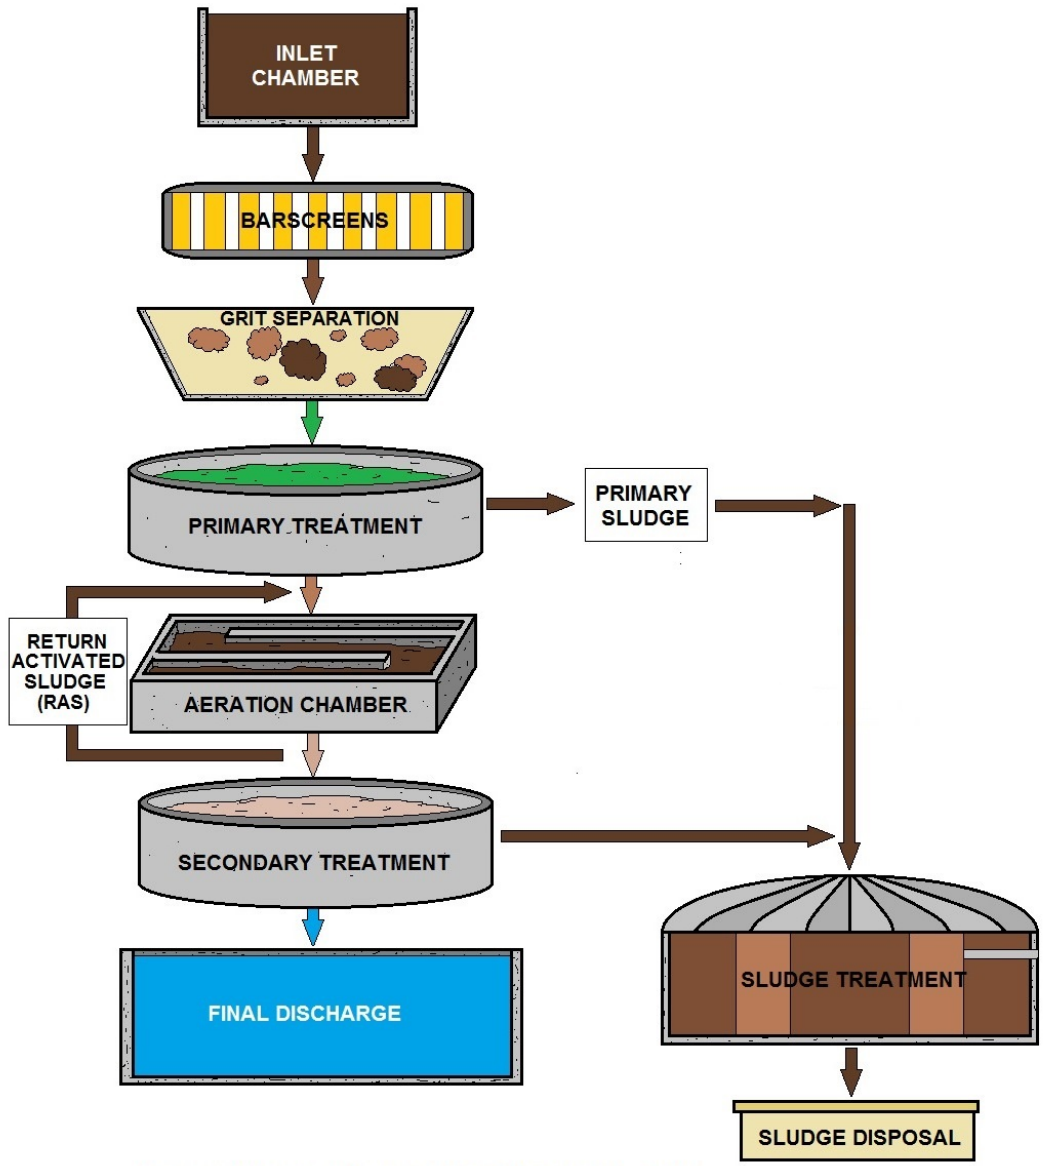 INLET
CHAMBER
BARSCREENS
GRIT SEPARATION
PRIMARY TREATMENT
PRIMARY
SLUDGE
RETURN
ACTIVATED
SLUDGE
(RAS)
AERATION CHAMBER
SECONDARY TREATMENT
FINAL DISCHARGE
SLUDGE TREATMENT
SLUDGE DISPOSAL